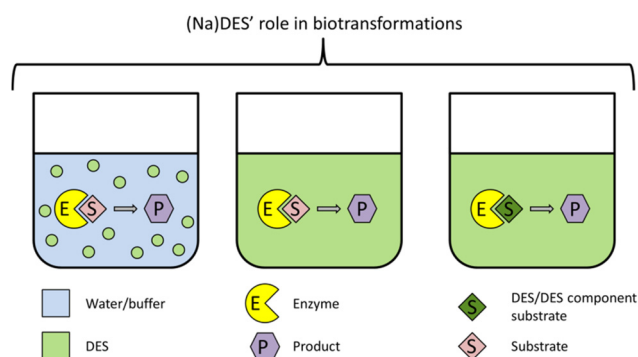 (Na)DES' role in biotransformations
E S P
E S P
E S P
Water/buffer
E Enzyme
S DES/DES component
substrate
DES
P Product
S Substrate